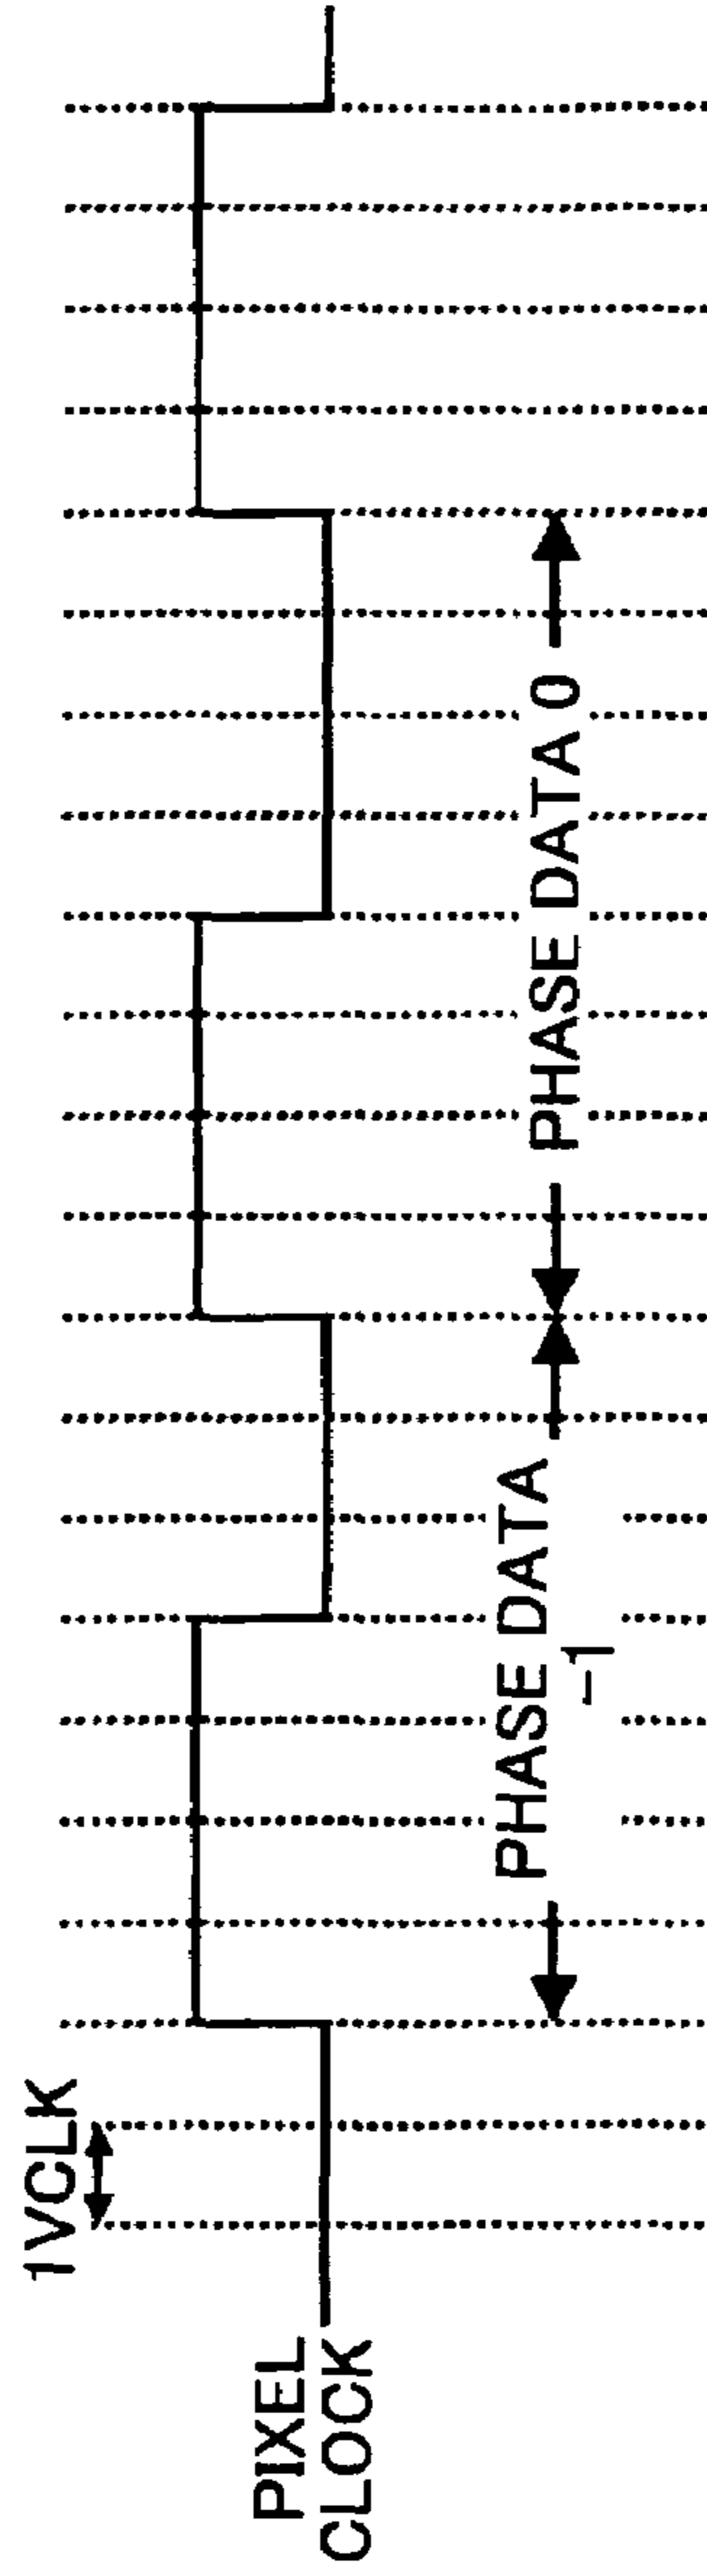 1VCLK
PIXEL
CLOCK
PHASE DATA
-1
PHASE DATA 0